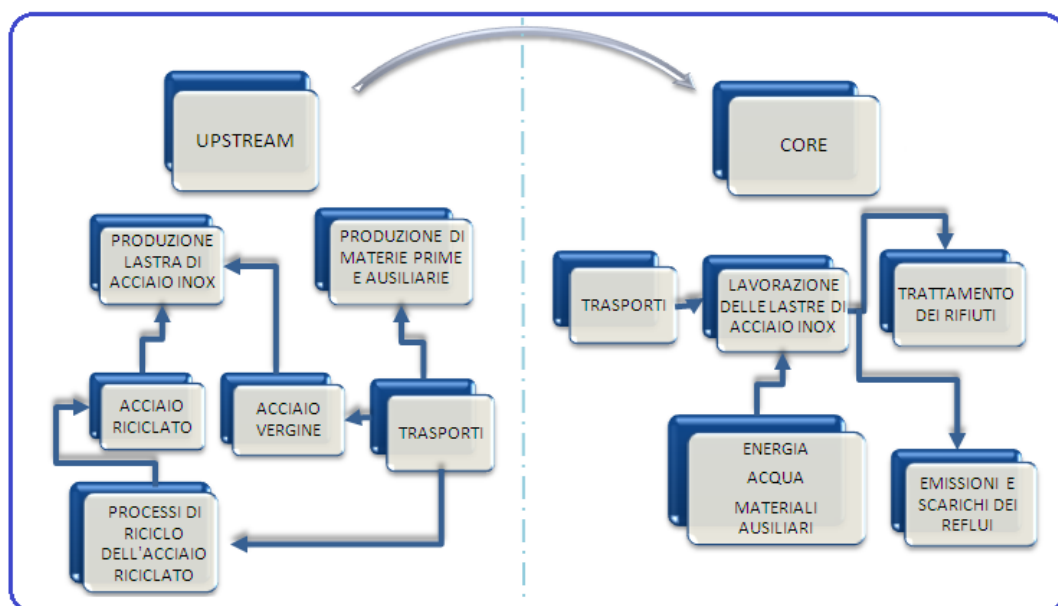 UPSTREAM
PRODUZIONE
LASTRA DI
ACCIAIO INOX
PRODUZIONE DI
MATERIE PRIME
E AUSILIARIE
ACCIAIO
RICICLATO
ACCIAIO
VERGINE
TRASPORTI
PROCESSI DI
RICICLO
DELL'ACCIAIO
RICICLATO
CORE
TRASPORTI
LAVORAZIONE
DELLE LASTRE DI
ACCIAIO INOX
TRATTAMENTO
DEI RIFIUTI
ENERGIA
ACQUA
MATERIALI
AUSILIARI
EMISSIONI E
SCARICHI DEI
REFLUI